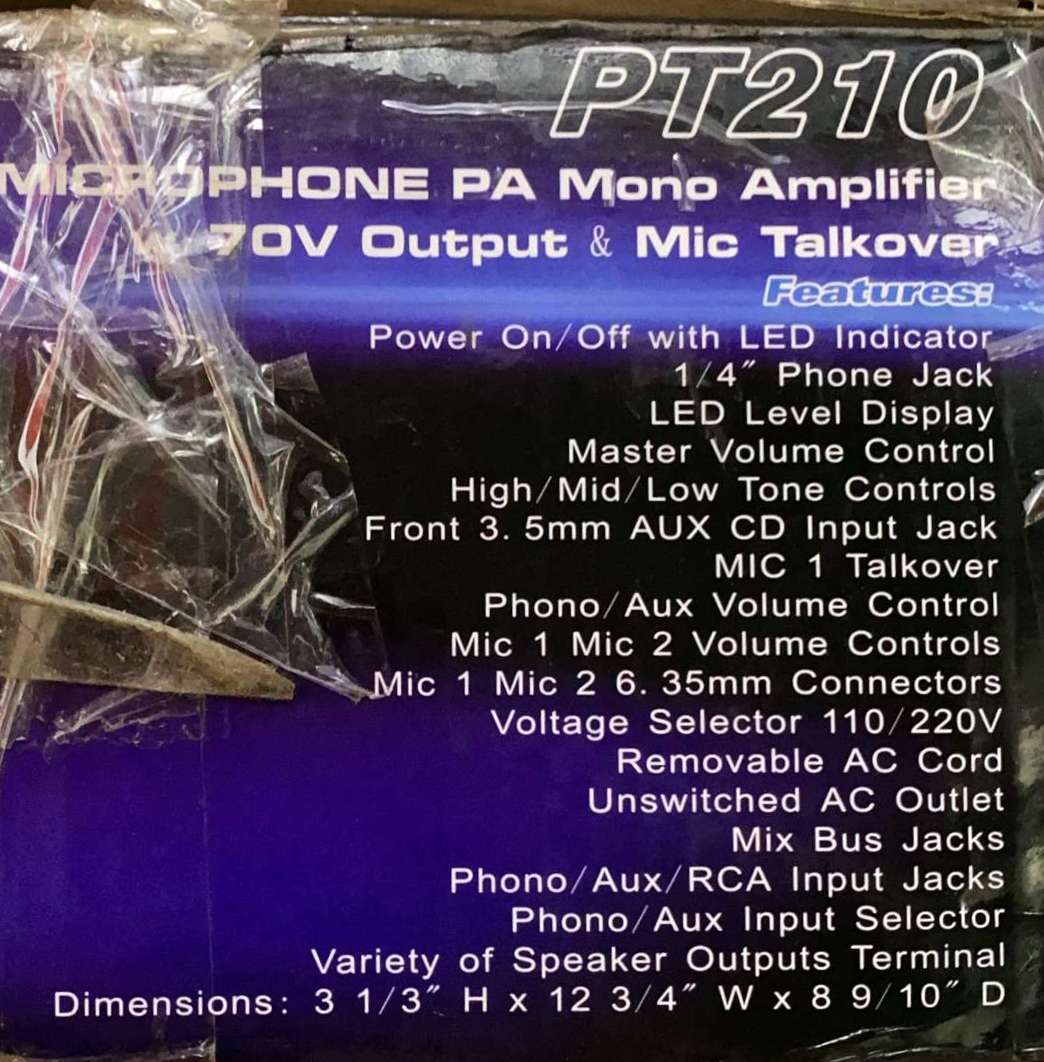 PT210
MICROPHONE PA Mono Amplifier
w 70V Output & Mic Talkover
Features:
Power On/Off with LED Indicator
1/4" Phone Jack
LED Level Display
Master Volume Control
High/Mid/Low Tone Controls
Front 3.5mm AUX CD Input Jack
MIC 1 Talkover
Phono/Aux Volume Control
Mic 1 Mic 2 Volume Controls
Mic 1 Mic 2 6.35mm Connectors
Voltage Selector 110/220V
Removable AC Cord
Unswitched AC Outlet
Mix Bus Jacks
Phono/Aux/RCA Input Jacks
Phono/Aux Input Selector
Variety of Speaker Outputs Terminal
Dimensions: 3 1/3" H x 12 3/4" W x 8 9/10" D